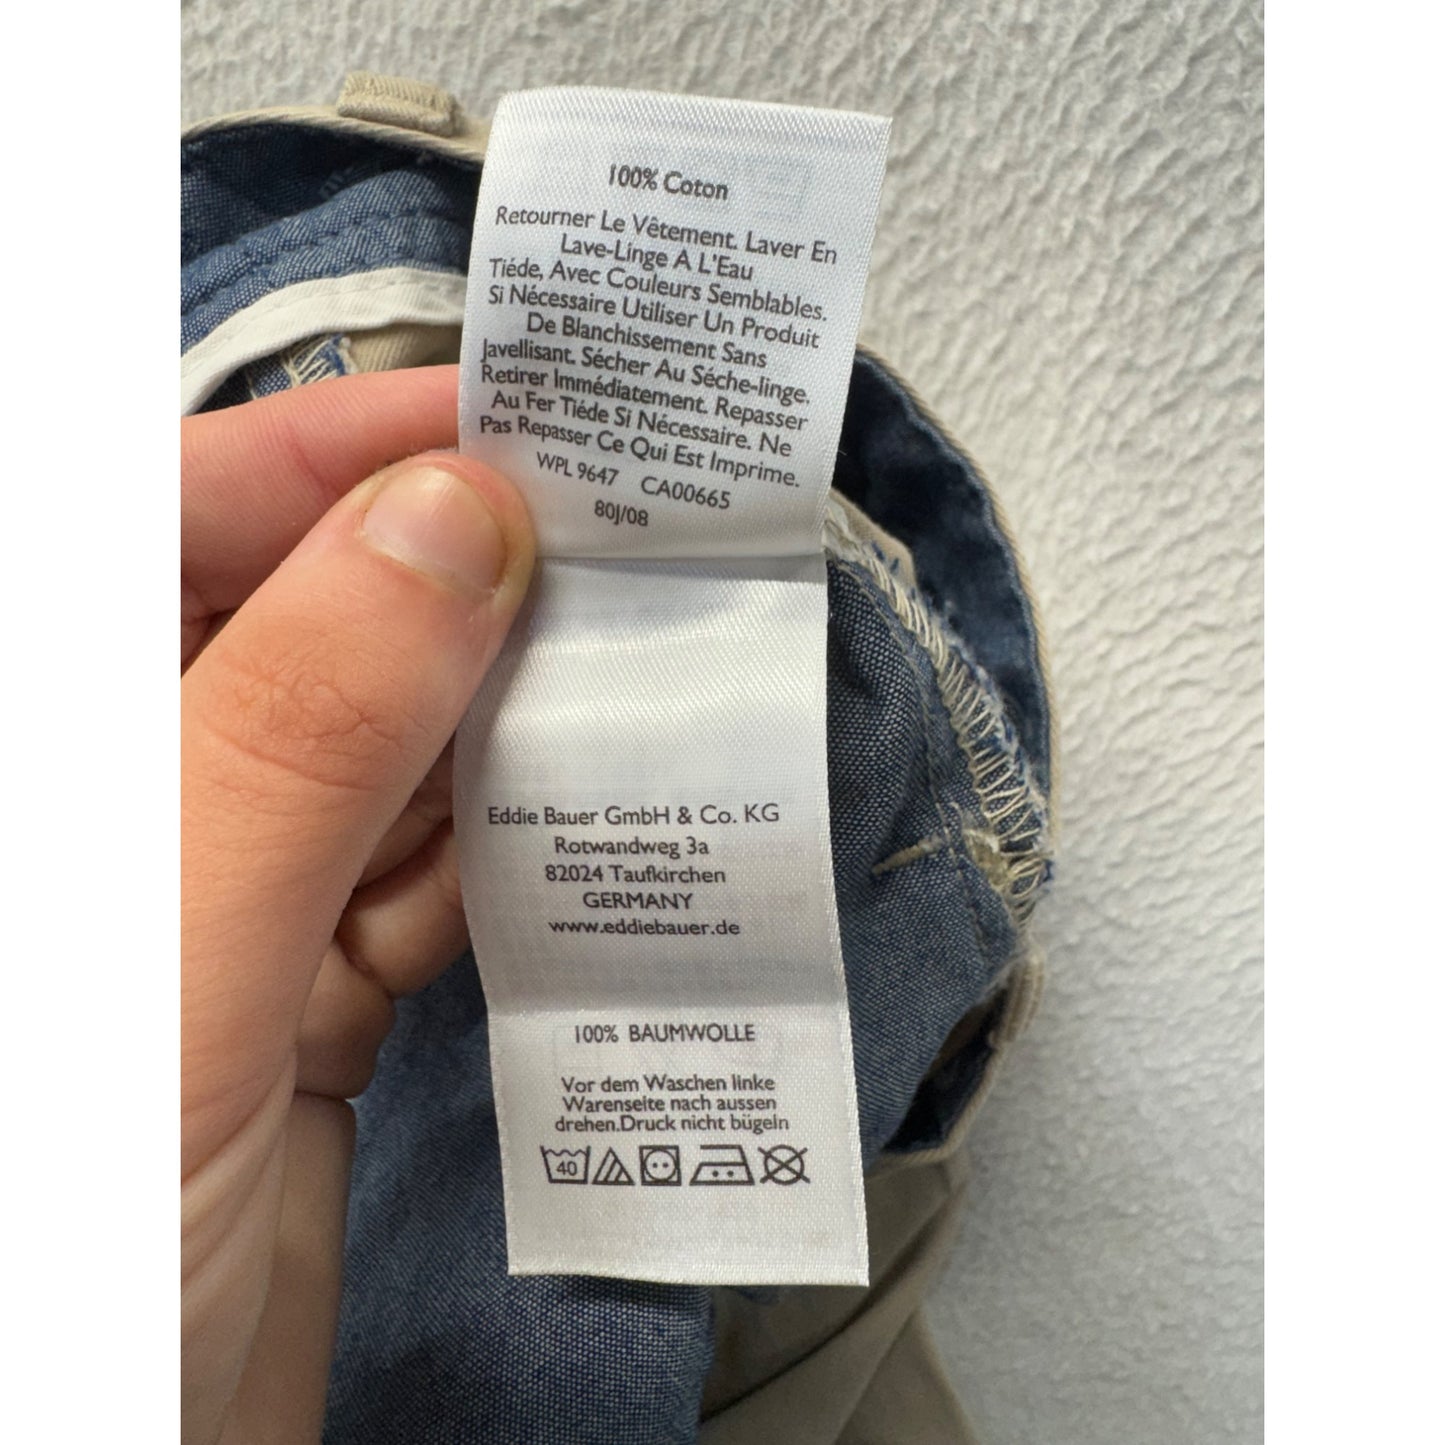 100% Coton
Retourner Le Vêtement. Laver En
Lave-Linge A L'Eau
Tiéde, Avec Couleurs Semblables.
Si Nécessaire Utiliser Un Produit
De Blanchissement Sans
Javellisant. Sécher Au Séche-linge.
Retirer Immédiatement. Repasser
Au Fer Tiéde Si Nécessaire. Ne
Pas Repasser Ce Qui Est Imprime.
WPL 9647 CA00665
80J/08
Eddie Bauer GmbH & Co. KG
Rotwandweg 3a
82024 Taufkirchen
GERMANY
www.eddiebauer.de
100% BAUMWOLLE
Vor dem Waschen linke
Warenseite nach aussen
drehen.Druck nicht bügeln
40